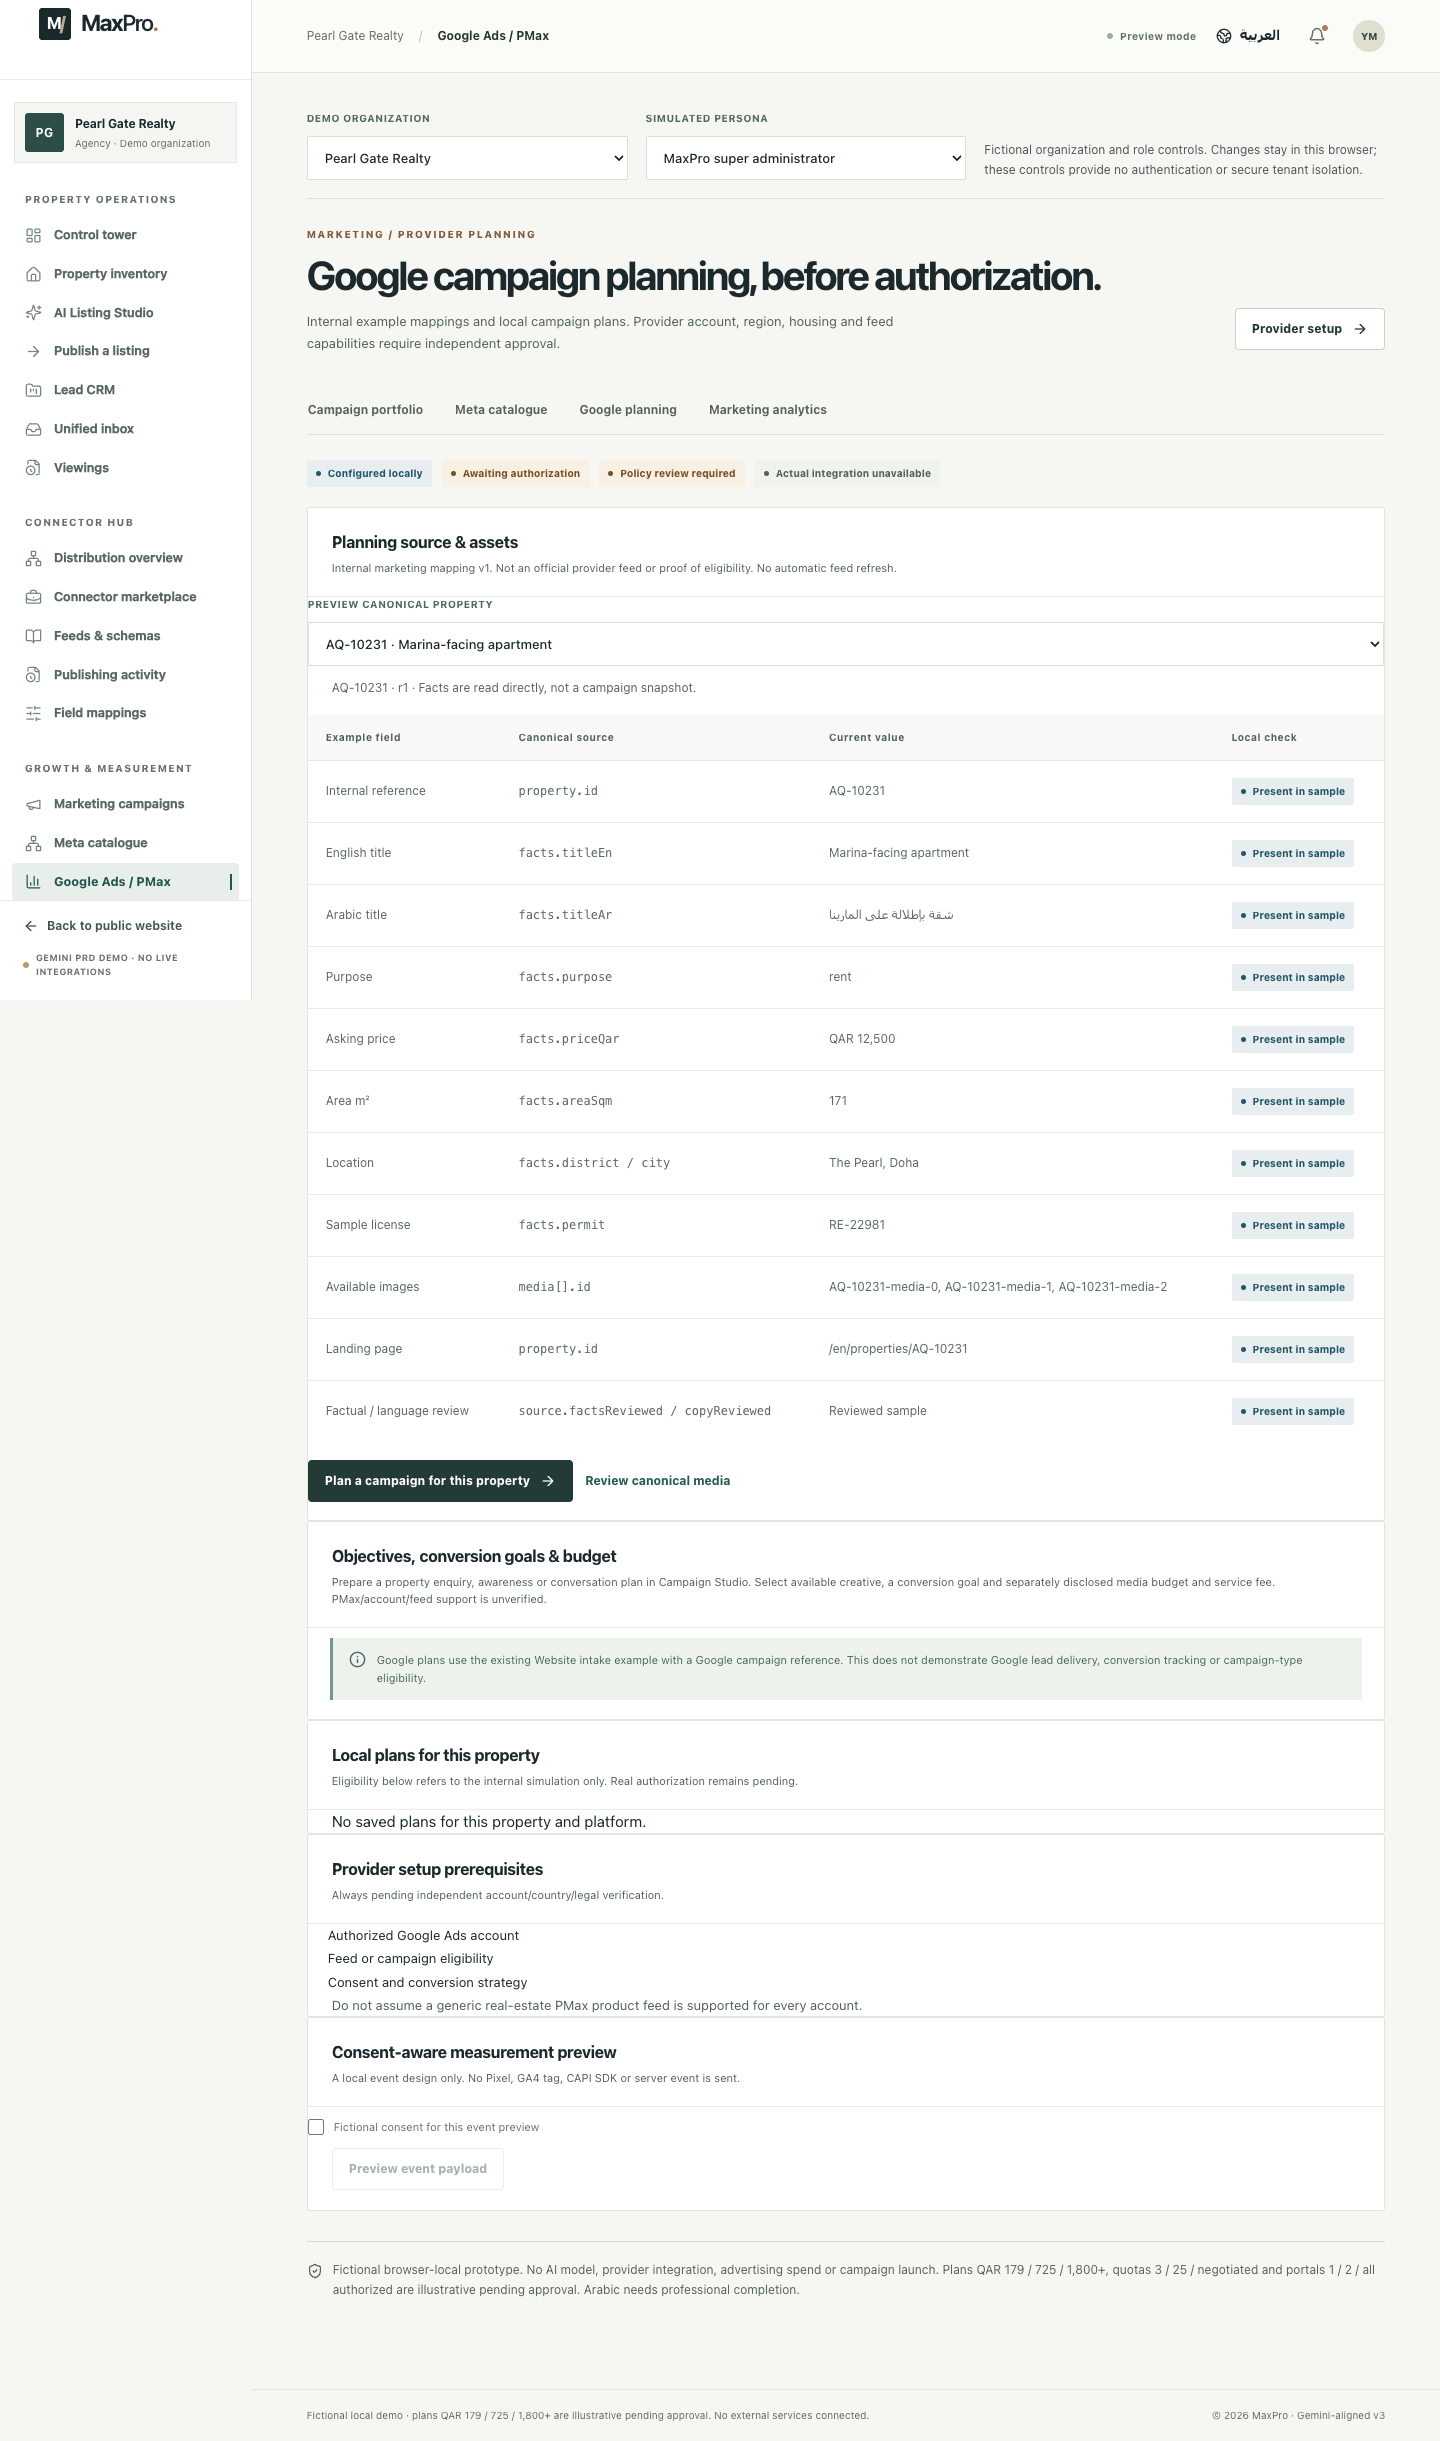 M/ MaxPro.
Pearl Gate Realty / Google Ads / PMax
Preview mode
العربية
YM
PG
Pearl Gate Realty
Agency · Demo organization
PROPERTY OPERATIONS
Control tower
Property inventory
AI Listing Studio
Publish a listing
Lead CRM
Unified inbox
Viewings
CONNECTOR HUB
Distribution overview
Connector marketplace
Feeds & schemas
Publishing activity
Field mappings
GROWTH & MEASUREMENT
Marketing campaigns
Meta catalogue
Google Ads / PMax
Back to public website
GEMINI PRD DEMO · NO LIVE
INTEGRATIONS
DEMO ORGANIZATION
Pearl Gate Realty
SIMULATED PERSONA
MaxPro super administrator
Fictional organization and role controls. Changes stay in this browser;
these controls provide no authentication or secure tenant isolation.
MARKETING / PROVIDER PLANNING
Google campaign planning, before authorization.
Internal example mappings and local campaign plans. Provider account, region, housing and feed
capabilities require independent approval.
Provider setup
Campaign portfolio Meta catalogue Google planning Marketing analytics
Configured locally Awaiting authorization Policy review required Actual integration unavailable
Planning source & assets
Internal marketing mapping v1. Not an official provider feed or proof of eligibility. No automatic feed refresh.
PREVIEW CANONICAL PROPERTY
AQ-10231 · Marina-facing apartment
AQ-10231 · r1 · Facts are read directly, not a campaign snapshot.
Example field Canonical source Current value Local check
Internal reference property.id AQ-10231 Present in sample
English title facts.titleEn Marina-facing apartment Present in sample
Arabic title facts.titleAr شقة بإطلالة على المارينا Present in sample
Purpose facts.purpose rent Present in sample
Asking price facts.priceQar QAR 12,500 Present in sample
Area m² facts.areaSqm 171 Present in sample
Location facts.district / city The Pearl, Doha Present in sample
Sample license facts.permit RE-22981 Present in sample
Available images media[].id AQ-10231-media-0, AQ-10231-media-1, AQ-10231-media-2 Present in sample
Landing page property.id /en/properties/AQ-10231 Present in sample
Factual / language review source.factsReviewed / copyReviewed Reviewed sample Present in sample
Plan a campaign for this property Review canonical media
Objectives, conversion goals & budget
Prepare a property enquiry, awareness or conversation plan in Campaign Studio. Select available creative, a conversion goal and separately disclosed media budget and service fee.
PMax/account/feed support is unverified.
Google plans use the existing Website intake example with a Google campaign reference. This does not demonstrate Google lead delivery, conversion tracking or campaign-type
eligibility.
Local plans for this property
Eligibility below refers to the internal simulation only. Real authorization remains pending.
No saved plans for this property and platform.
Provider setup prerequisites
Always pending independent account/country/legal verification.
Authorized Google Ads account
Feed or campaign eligibility
Consent and conversion strategy
Do not assume a generic real-estate PMax product feed is supported for every account.
Consent-aware measurement preview
A local event design only. No Pixel, GA4 tag, CAPI SDK or server event is sent.
Fictional consent for this event preview
Preview event payload
Fictional browser-local prototype. No AI model, provider integration, advertising spend or campaign launch. Plans QAR 179 / 725 / 1,800+, quotas 3 / 25 / negotiated and portals 1 / 2 / all
authorized are illustrative pending approval. Arabic needs professional completion.
Fictional local demo · plans QAR 179 / 725 / 1,800+ are illustrative pending approval. No external services connected.
© 2026 MaxPro · Gemini-aligned v3